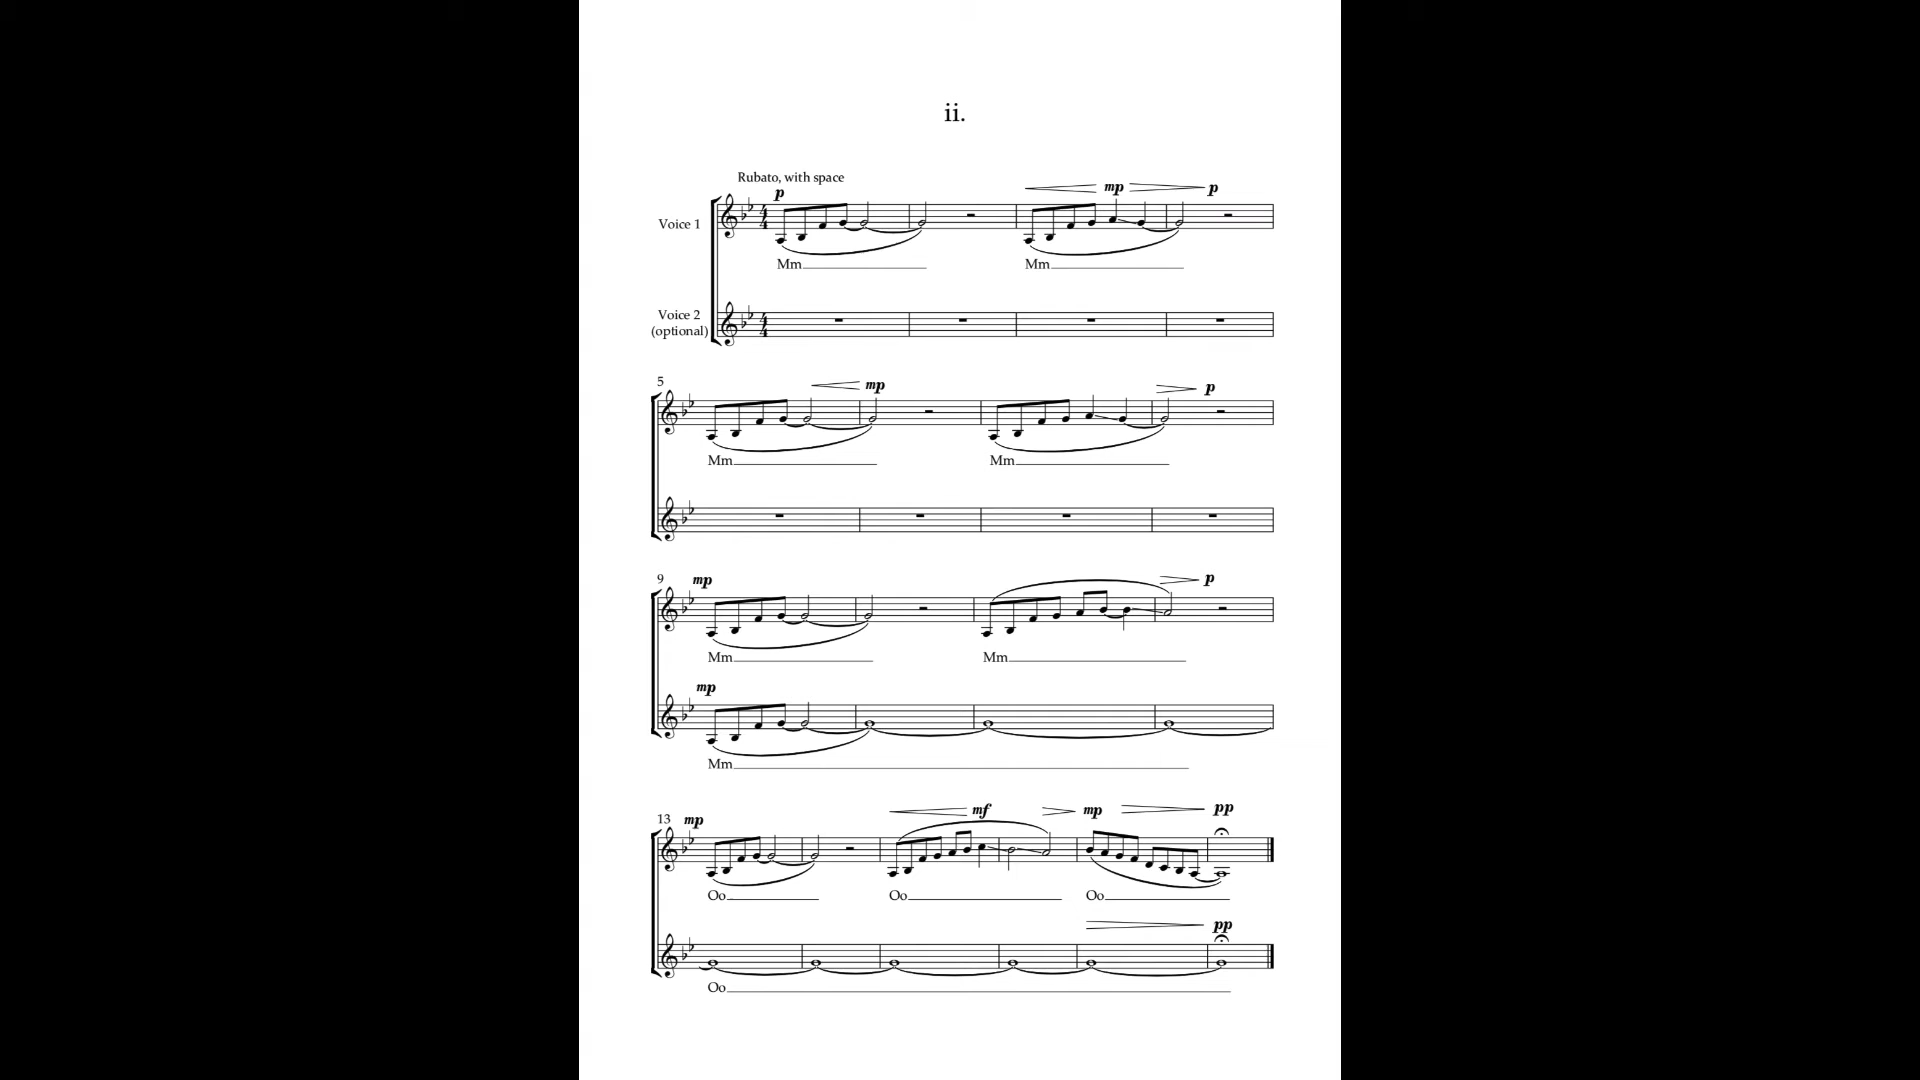 ii.
Rubato, with space
p
mp p
Voice 1
Mm Mm
Voice 2
(optional)
5
mp p
Mm Mm
9
mp p
Mm Mm
mp
Mm
13
mp mf mp pp
Oo Oo Oo
pp
Oo